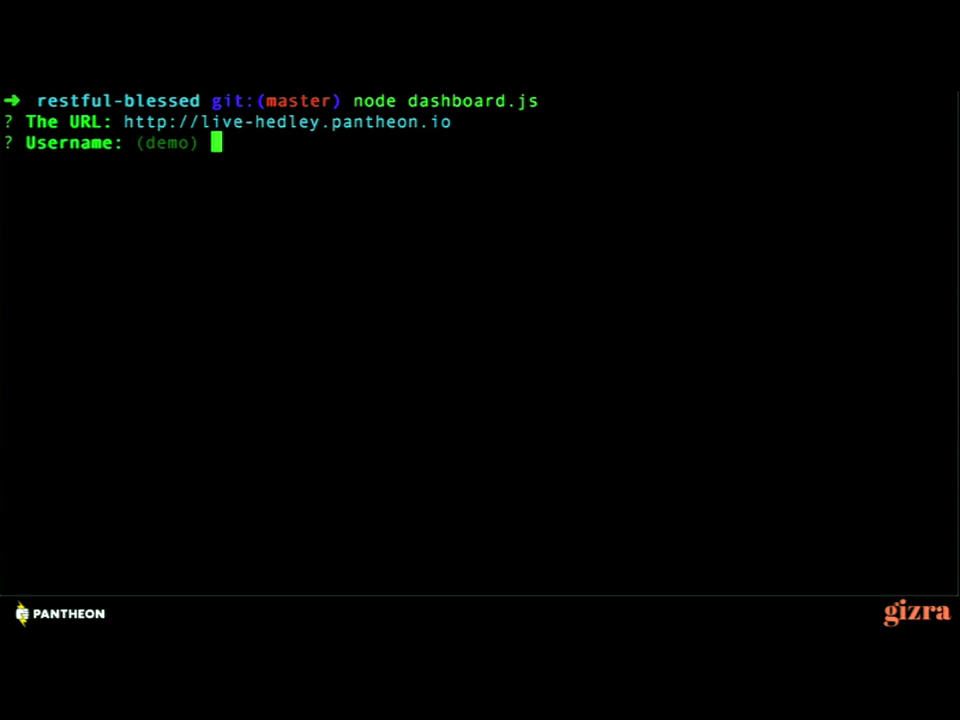 ➜ restful-blessed git:(master) node dashboard.js
? The URL: http://live-hedley.pantheon.io
? Username: (demo)
PANTHEON
gizra